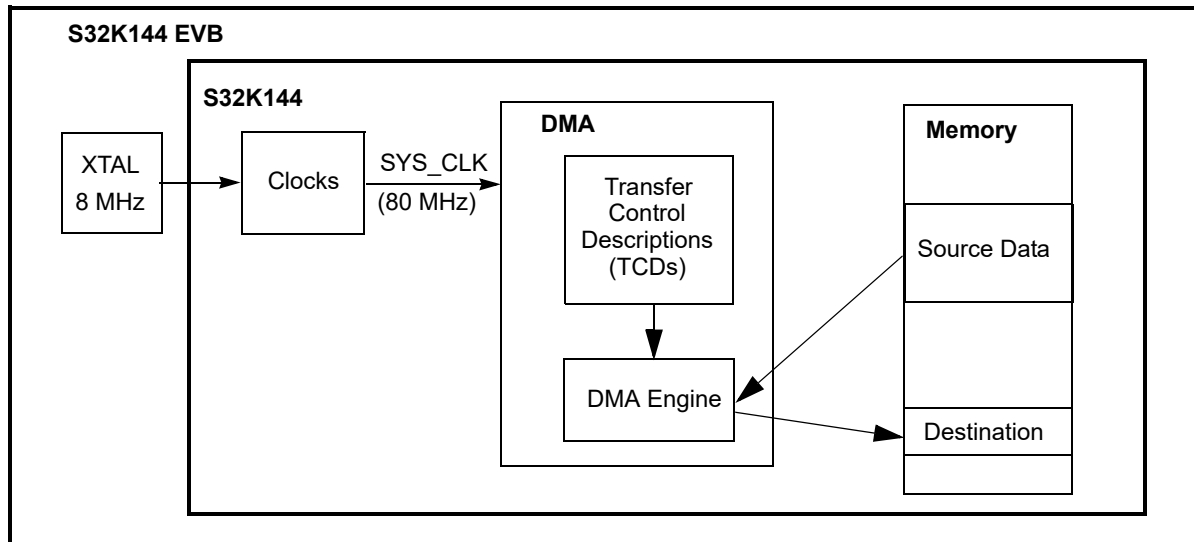 S32K144 EVB
S32K144
XTAL
8 MHz
Clocks
SYS_CLK
(80 MHz)
DMA
Transfer
Control
Descriptions
(TCDs)
DMA Engine
Memory
Source Data
Destination